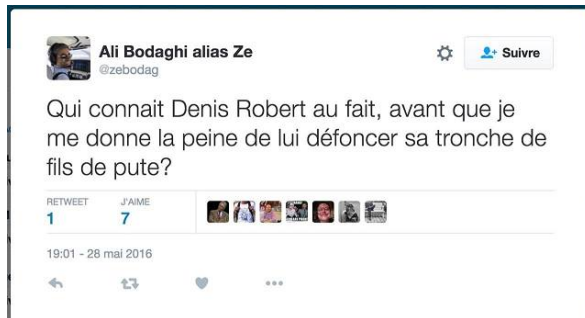 Ali Bodaghi alias Ze
@zebodag
Suivre
Qui connait Denis Robert au fait, avant que je
me donne la peine de lui défoncer sa tronche de
fils de pute?
RETWEET J'AIME
1 7
19:01 - 28 mai 2016